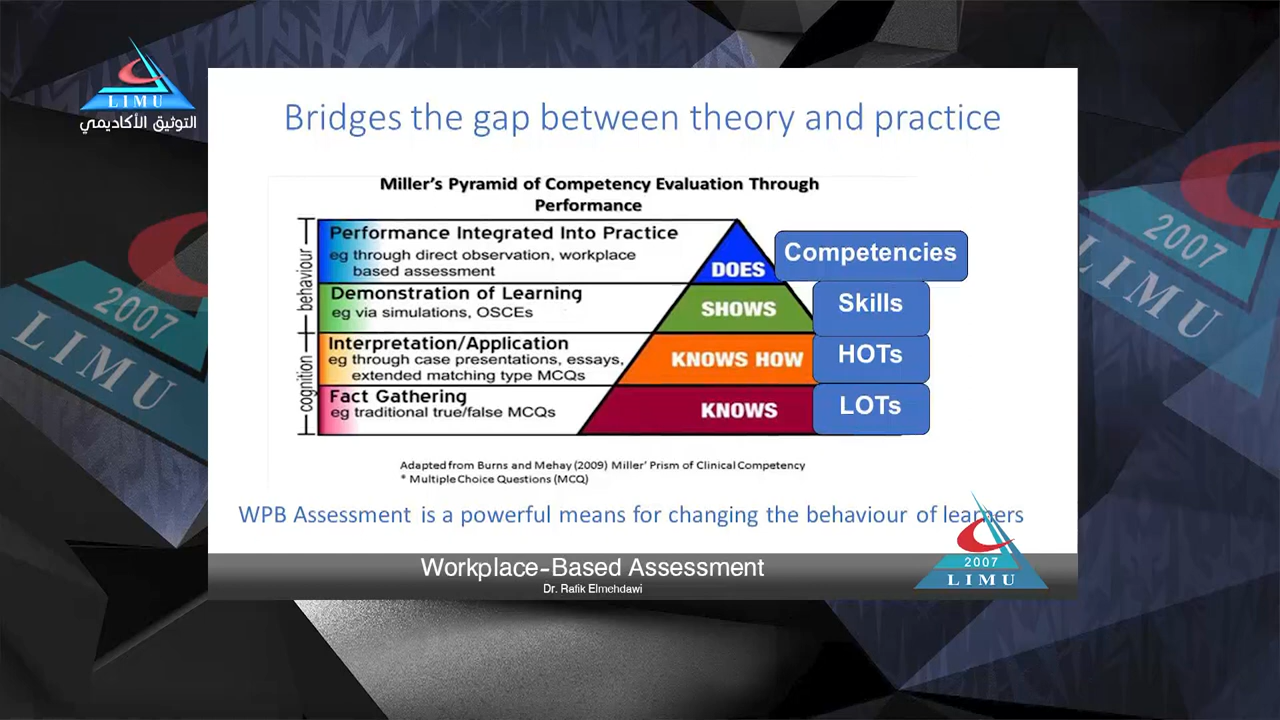 LIMU
التوثيق الأكاديمي
Bridges the gap between theory and practice
Miller's Pyramid of Competency Evaluation Through
Performance
behaviour
cognition
Performance Integrated Into Practice
eg through direct observation, workplace
based assessment
DOES
Competencies
Demonstration of Learning
eg via simulations, OSCEs
SHOWS
Skills
Interpretation/Application
eg through case presentations, essays,
extended matching type MCQs
KNOWS HOW
HOTs
Fact Gathering
eg traditional true/false MCQs
KNOWS
LOTs
Adapted from Burns and Mehay (2009) Miller' Prism of Clinical Competency
* Multiple Choice Questions (MCQ)
WPB Assessment is a powerful means for changing the behaviour of learners
Workplace-Based Assessment
Dr. Rafik Elmehdawi
2007
LIMU
2007
LIMU
2007
LIMU